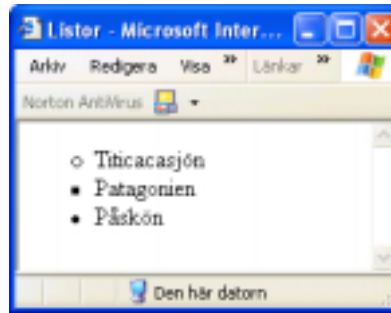 Listor - Microsoft Inter...
Arkiv Redigera Visa » Länkar »
Norton AntiVirus
Titicacasjön
Patagonien
Påskön
Den här datorn